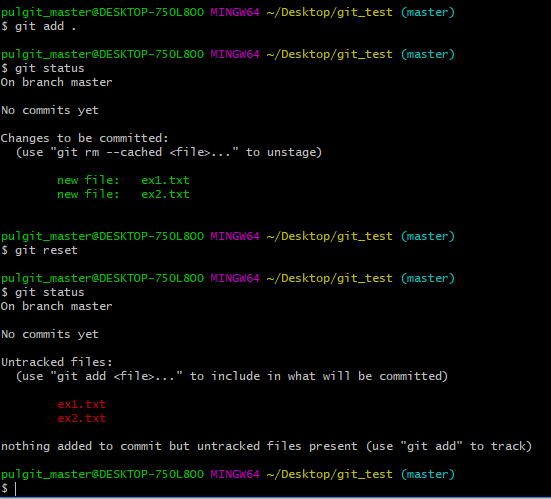 pulgit_master@DESKTOP-750L8O0 MINGW64 ~/Desktop/git_test (master)
$ git add .
pulgit_master@DESKTOP-750L8O0 MINGW64 ~/Desktop/git_test (master)
$ git status
On branch master
No commits yet
Changes to be committed:
(use "git rm --cached <file>..." to unstage)
new file: ex1.txt
new file: ex2.txt
pulgit_master@DESKTOP-750L8O0 MINGW64 ~/Desktop/git_test (master)
$ git reset
pulgit_master@DESKTOP-750L8O0 MINGW64 ~/Desktop/git_test (master)
$ git status
On branch master
No commits yet
Untracked files:
(use "git add <file>..." to include in what will be committed)
ex1.txt
ex2.txt
nothing added to commit but untracked files present (use "git add" to track)
pulgit_master@DESKTOP-750L8O0 MINGW64 ~/Desktop/git_test (master)
$